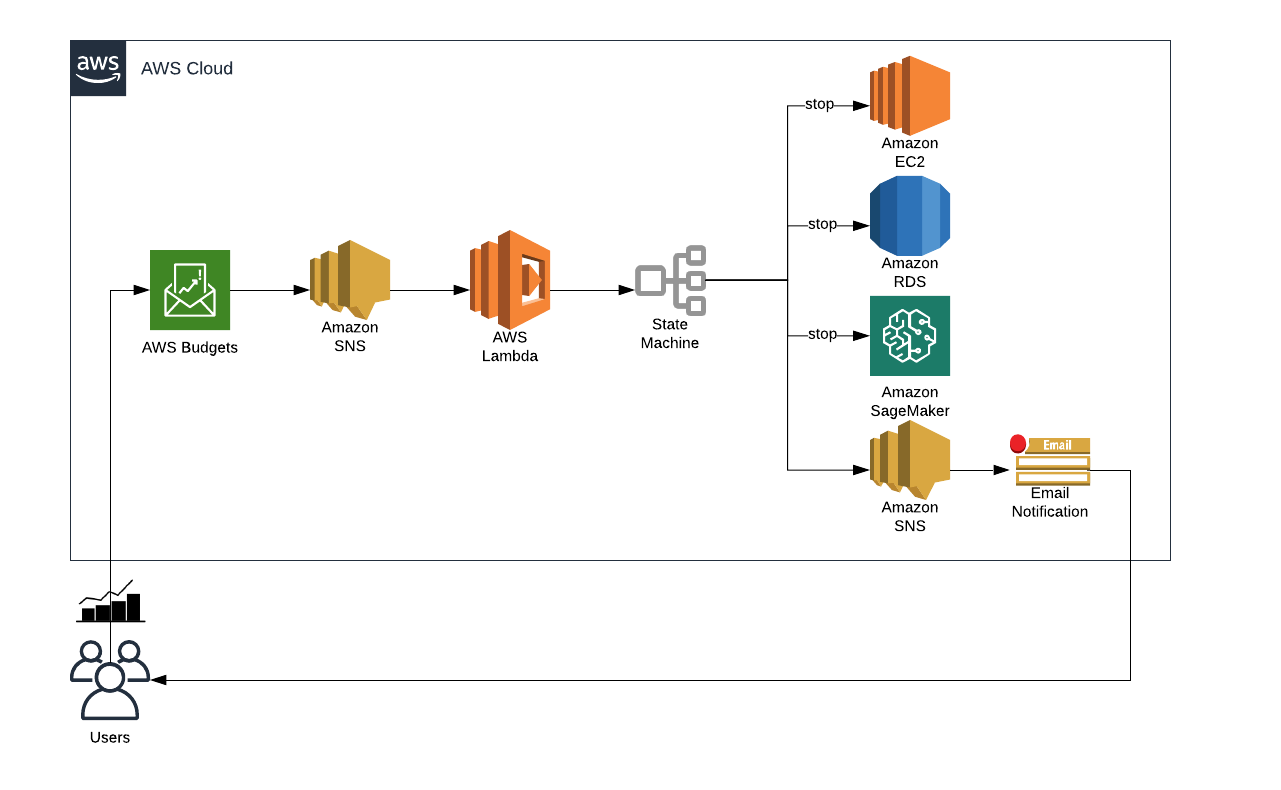 aws
AWS Cloud
stop
Amazon
EC2
stop
Amazon
RDS
AWS Budgets
Amazon
SNS
AWS
Lambda
State
Machine
stop
Amazon
SageMaker
Amazon
SNS
Email
Email
Notification
Users